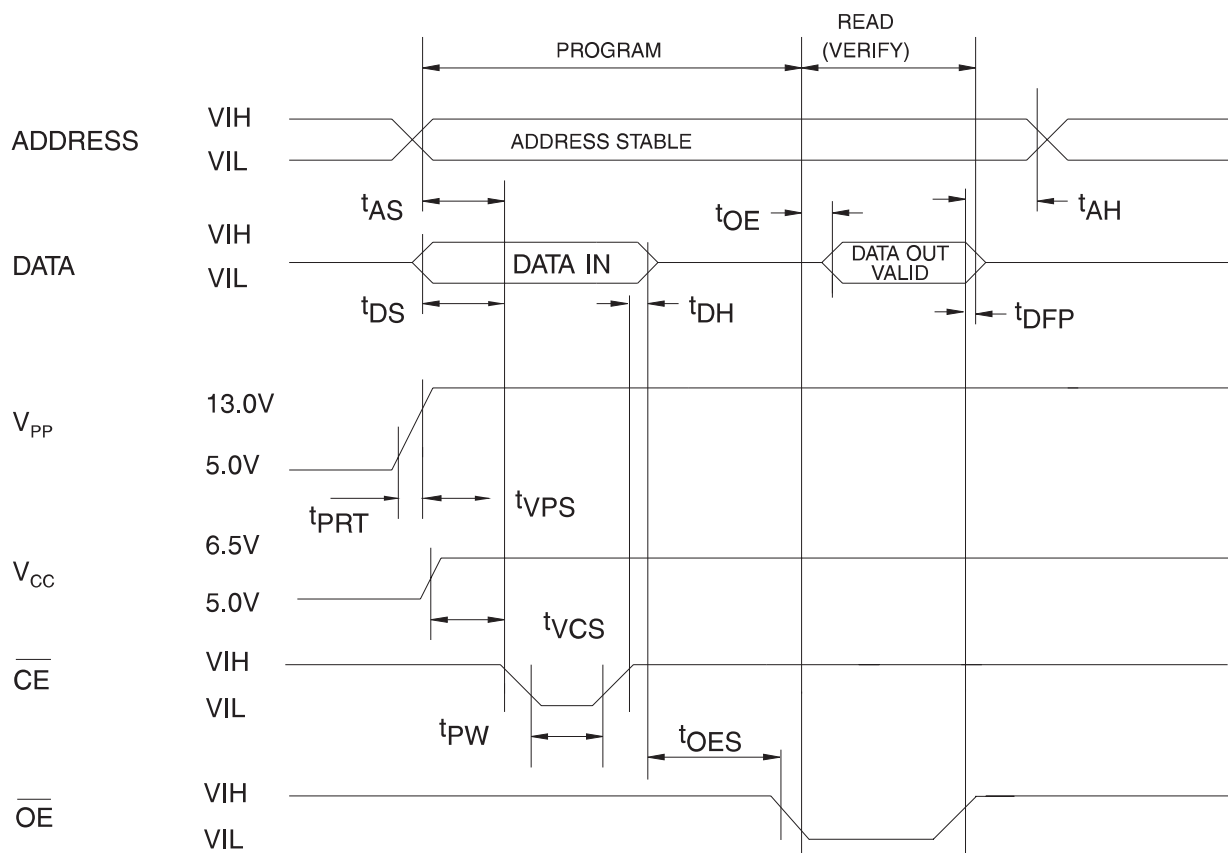 READ
(VERIFY)
PROGRAM
ADDRESS
VIH
VIL
ADDRESS STABLE
tAS
tOE
tAH
DATA
VIH
VIL
DATA IN
DATA OUT
VALID
tDS
tDH
tDFP
VPP
13.0V
5.0V
tPRT
tVPS
VCC
6.5V
5.0V
tVCS
CE
VIH
VIL
tPW
tOES
OE
VIH
VIL